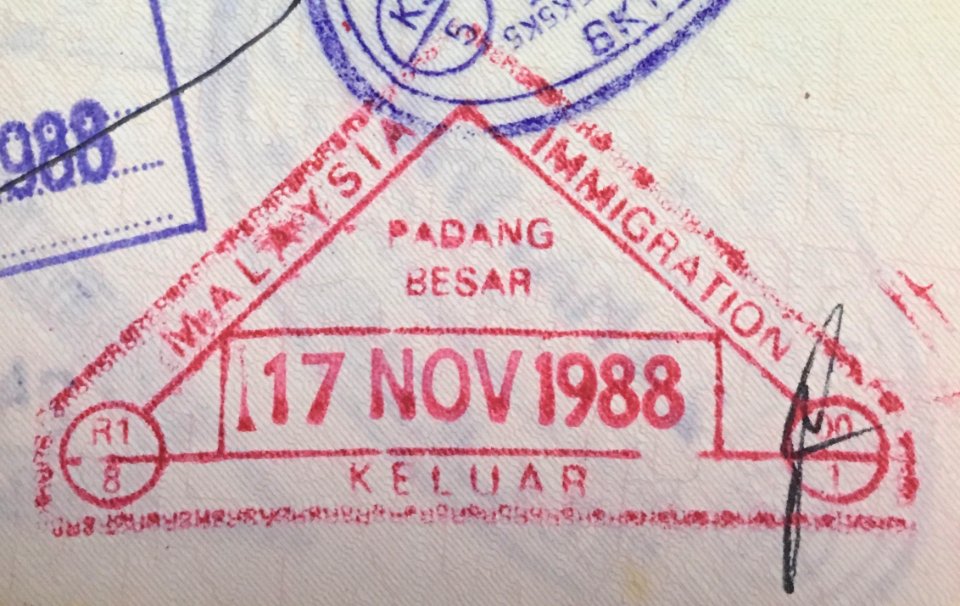 1988
MALAYSIA IMMIGRATION
PADANG
BESAR
17 NOV 1988
KELUAR
R1
8
1